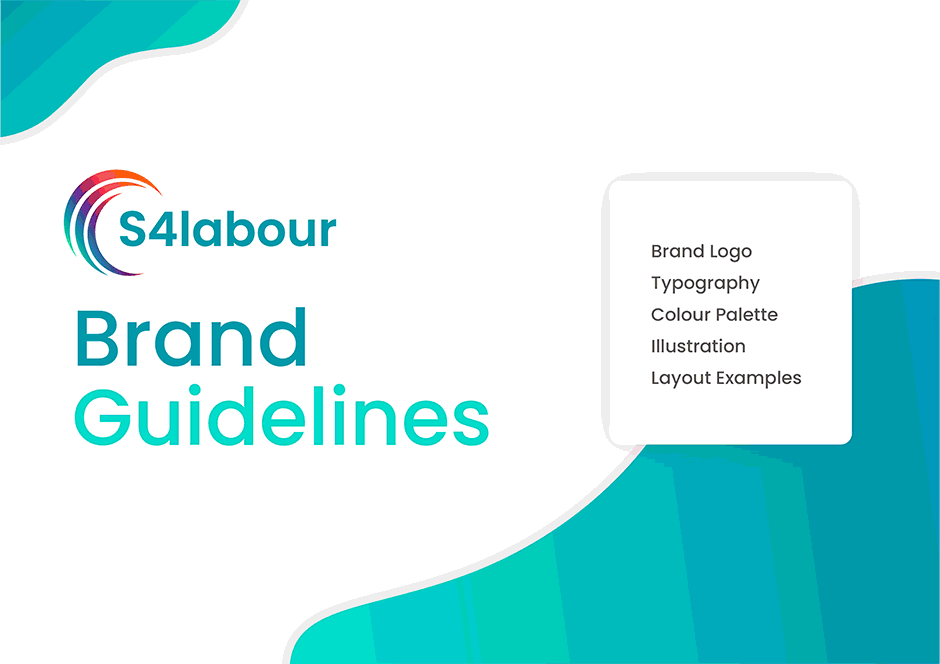 S4labour
Brand
Guidelines
Brand Logo
Typography
Colour Palette
Illustration
Layout Examples